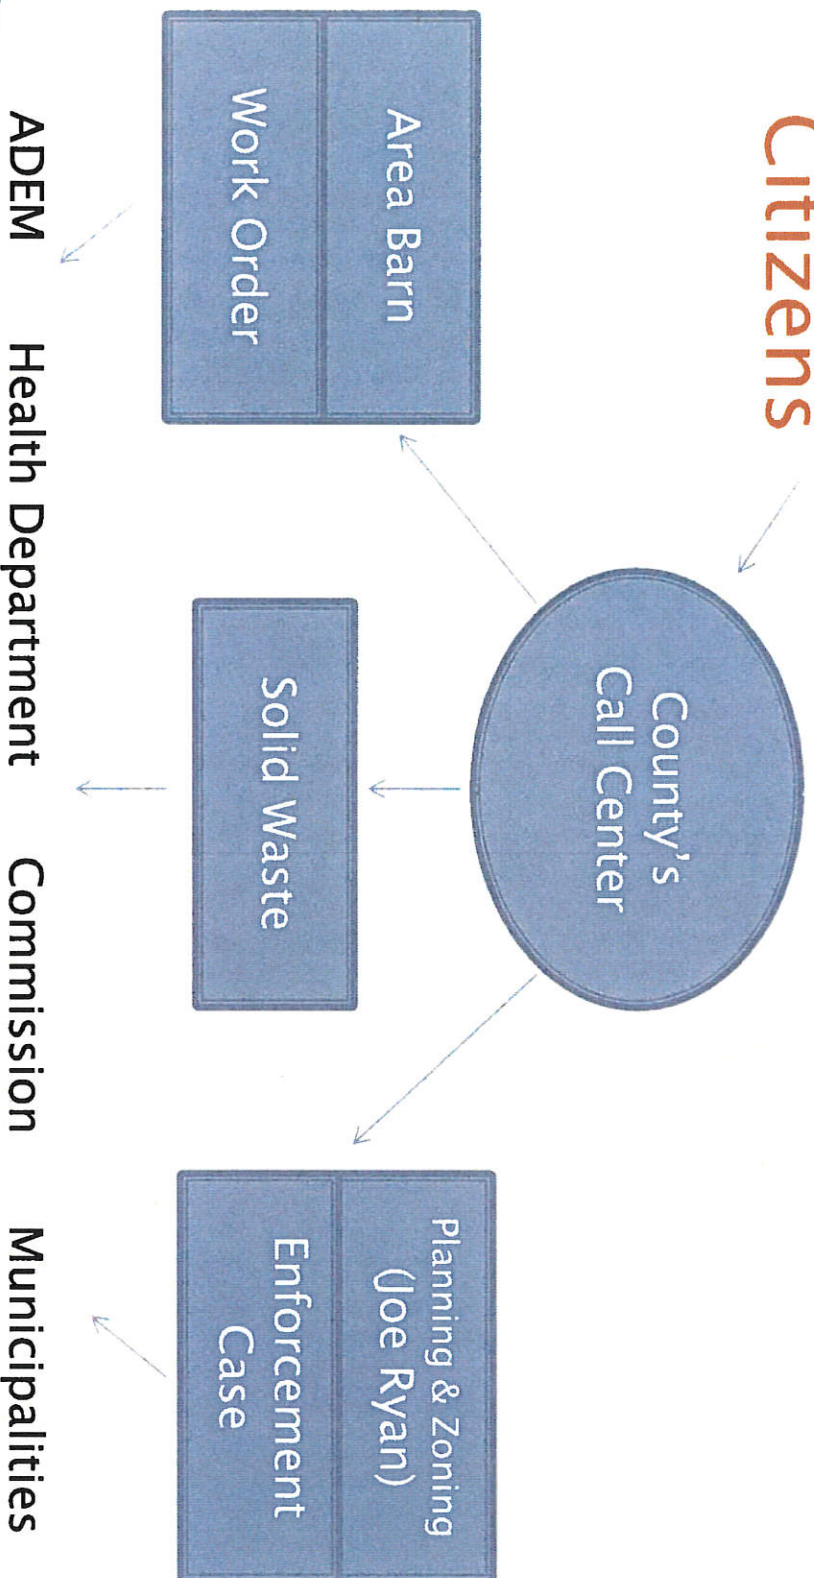 Citizens
County's
Call Center
Area Barn
Work Order
Solid Waste
Planning & Zoning
(Joe Ryan)
Enforcement
Case
ADEM Health Department Commission Municipalities